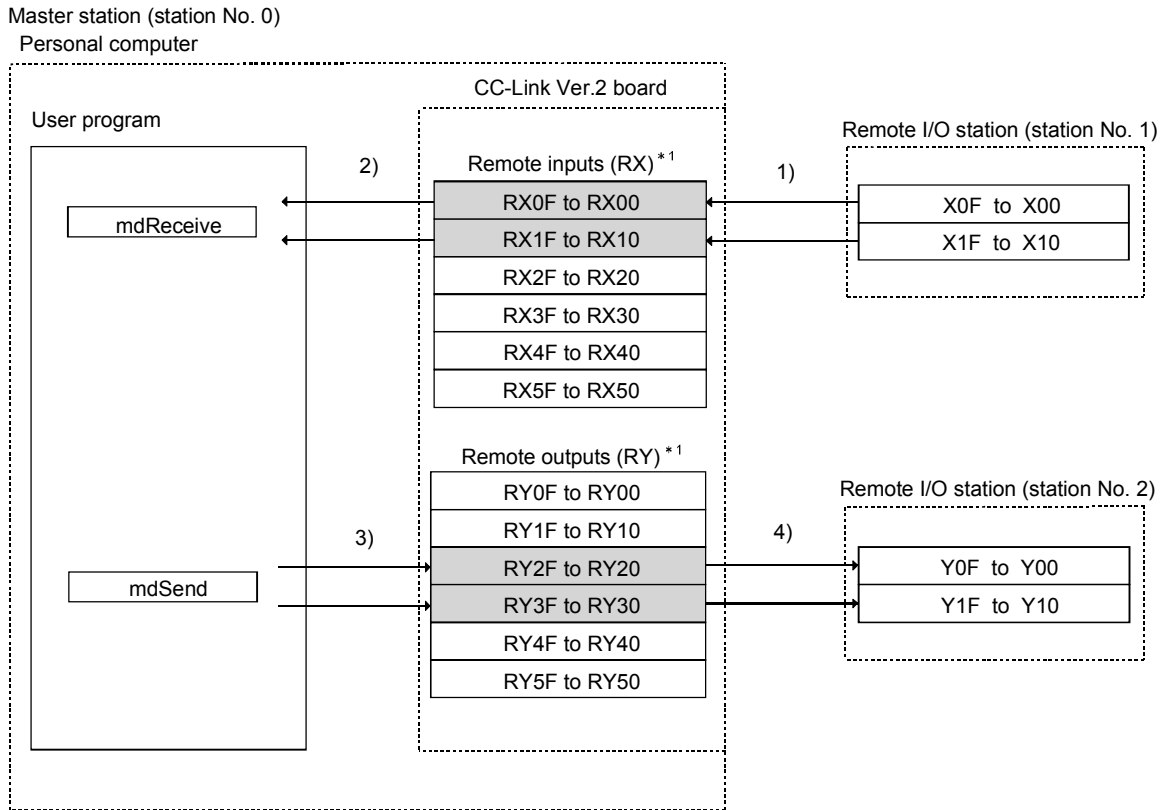 Master station (station No. 0)
Personal computer
CC-Link Ver.2 board
User program
Remote I/O station (station No. 1)
2)
Remote inputs (RX) *1
1)
mdReceive
RX0F to RX00
RX1F to RX10
RX2F to RX20
RX3F to RX30
RX4F to RX40
RX5F to RX50
X0F to X00
X1F to X10
Remote outputs (RY) *1
Remote I/O station (station No. 2)
3)
4)
mdSend
RY0F to RY00
RY1F to RY10
RY2F to RY20
RY3F to RY30
RY4F to RY40
RY5F to RY50
Y0F to Y00
Y1F to Y10